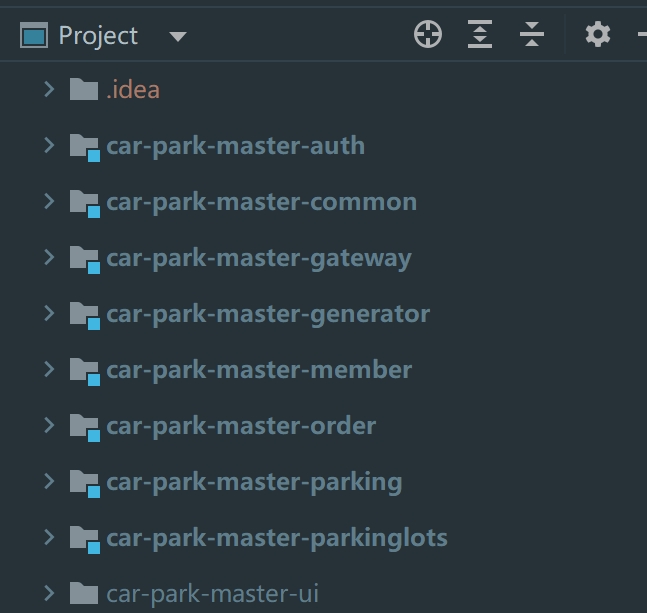 Project
.idea
car-park-master-auth
car-park-master-common
car-park-master-gateway
car-park-master-generator
car-park-master-member
car-park-master-order
car-park-master-parking
car-park-master-parkinglots
car-park-master-ui